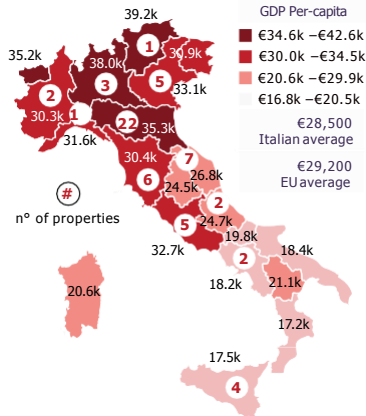 39.2k
GDP Per-capita
€34.6k –€42.6k
€30.0k –€34.5k
€20.6k –€29.9k
€16.8k –€20.5k
€28,500
Italian average
€29,200
EU average
35.2k
1
38.0k
30.9k
3
5
2
33.1k
30.3k
1
22
35.3k
31.6k
30.4k
7
26.8k
6
24.5k
#
n° of properties
2
24.7k
5
19.8k
32.7k
18.4k
2
18.2k
21.1k
20.6k
17.2k
17.5k
4